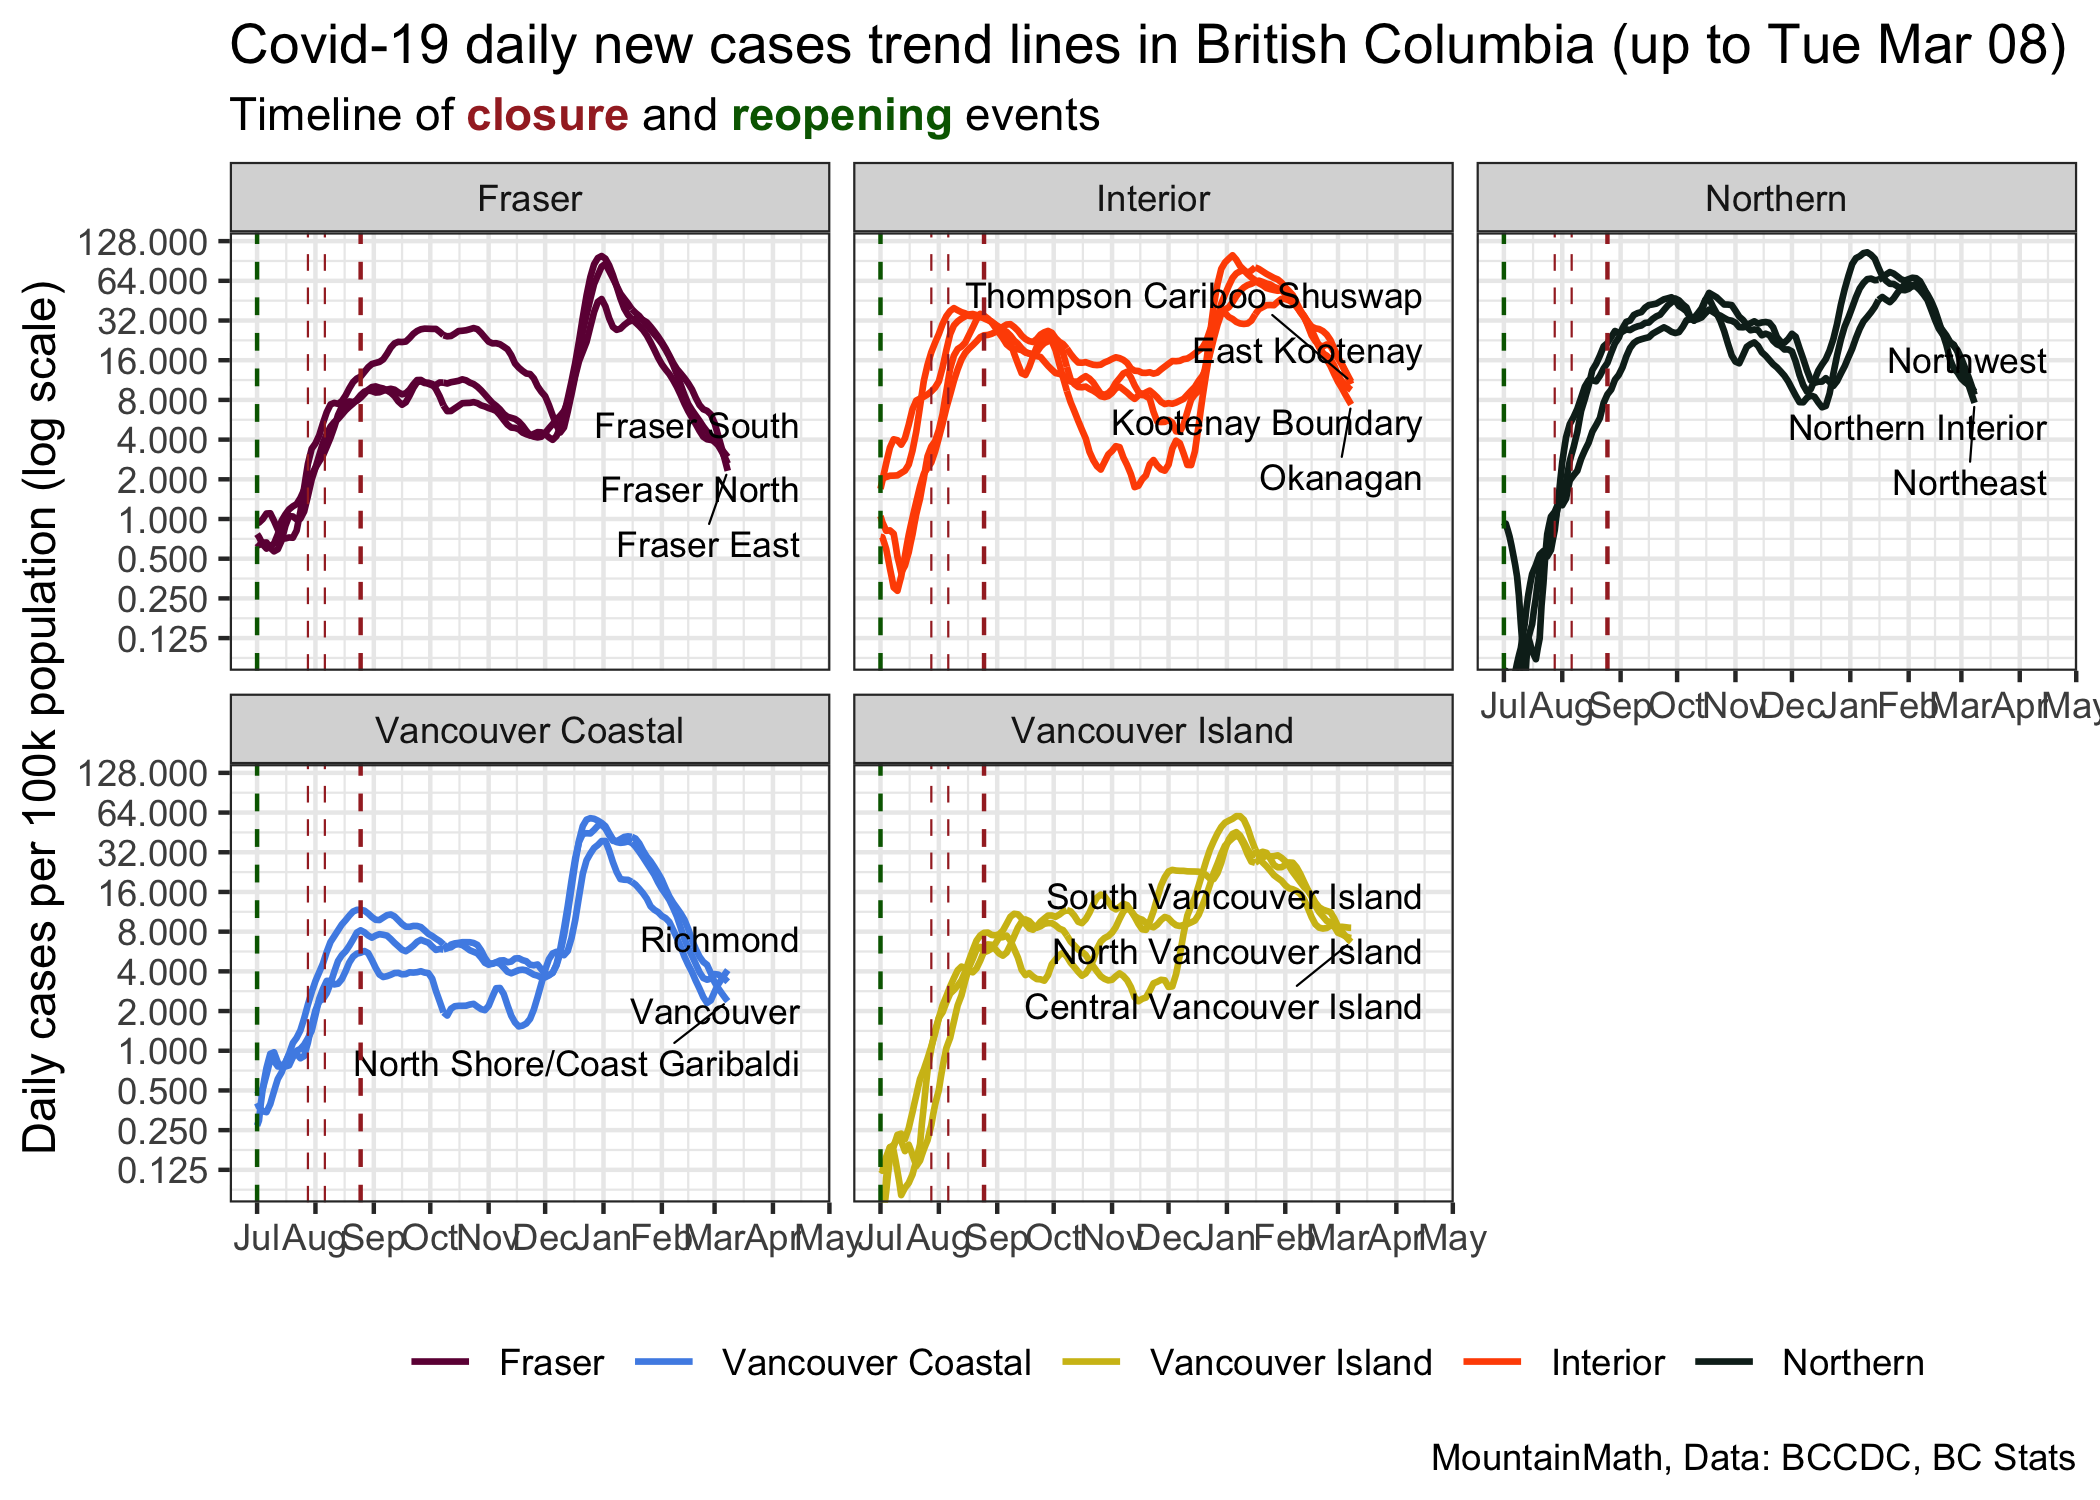 Covid-19 daily new cases trend lines in British Columbia (up to Tue Mar 08)
Timeline of closure and reopening events
Daily cases per 100k population (log scale)
Fraser
128.000
64.000
32.000
16.000
8.000
4.000
2.000
1.000
0.500
0.250
0.125
Fraser South
Fraser North
Fraser East
Interior
Thompson Cariboo Shuswap
East Kootenay
Kootenay Boundary
Okanagan
Northern
Northwest
Northern Interior
Northeast
Jul Aug Sep Oct Nov Dec Jan Feb Mar Apr May
Vancouver Coastal
128.000
64.000
32.000
16.000
8.000
4.000
2.000
1.000
0.500
0.250
0.125
Richmond
Vancouver
North Shore/Coast Garibaldi
Jul Aug Sep Oct Nov Dec Jan Feb Mar Apr May
Vancouver Island
South Vancouver Island
North Vancouver Island
Central Vancouver Island
Jul Aug Sep Oct Nov Dec Jan Feb Mar Apr May
Fraser Vancouver Coastal Vancouver Island Interior Northern
MountainMath, Data: BCCDC, BC Stats